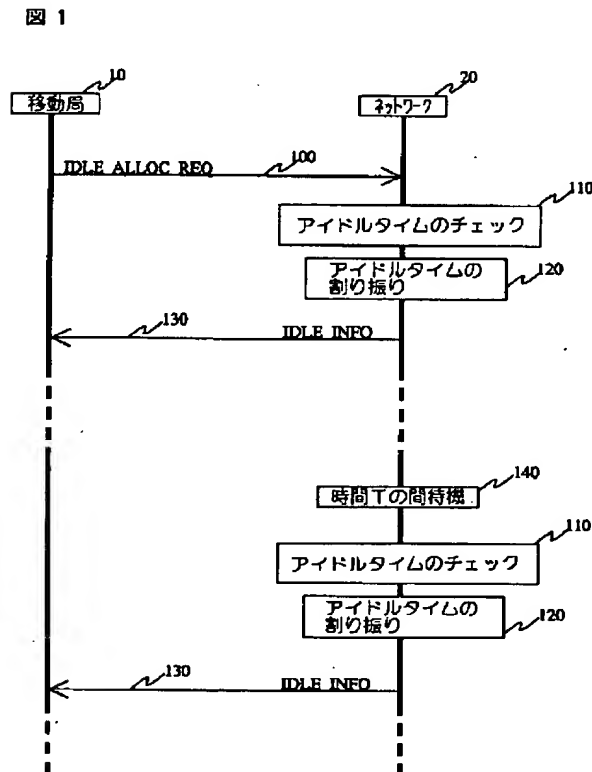 図 1
10
移動局
20
ネットワーク
IDLE ALLOC REQ
100
110
アイドルタイムのチェック
アイドルタイムの
割り振り
120
130
IDLE INFO
140
時間Tの間待機
110
アイドルタイムのチェック
アイドルタイムの
割り振り
120
130
IDLE INFO